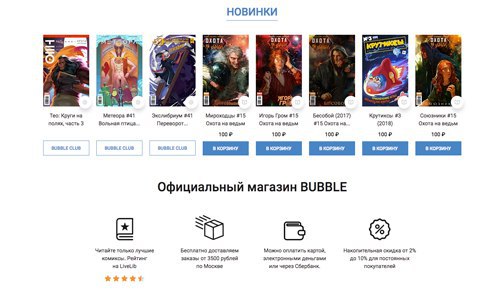 НОВИНКИ
Тео: Круги на полях, часть 3
Метеора #41 Вольная птица...
Экслибриум #41 Переворот...
Мироходцы #15 Охота на ведьм
Игорь Гром #15 Охота на ведьм
Бесобой (2017) #15 Охота на...
Крутиксы #3 (2018)
Союзники #15 Охота на ведьм
100 ₽
100 ₽
100 ₽
100 ₽
100 ₽
BUBBLE CLUB
BUBBLE CLUB
BUBBLE CLUB
В КОРЗИНУ
В КОРЗИНУ
В КОРЗИНУ
В КОРЗИНУ
В КОРЗИНУ
Официальный магазин BUBBLE
Читайте только лучшие
комиксы. Рейтинг
на LiveLib
Бесплатно доставляем
заказы от 3500 рублей
по Москве
Можно оплатить картой,
электронными деньгами
или через Сбербанк.
Накопительная скидка от 2%
до 10% для постоянных
покупателей